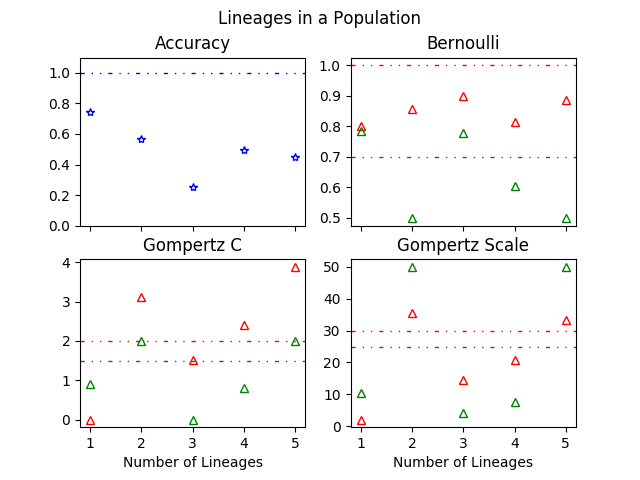 Lineages in a Population
Accuracy
1.0
0.8
0.6
0.4
0.2
0.0
Bernoulli
1.0
0.9
0.8
0.7
0.6
0.5
Gompertz C
4
3
2
1
0
1 2 3 4 5
Number of Lineages
Gompertz Scale
50
40
30
20
10
0
1 2 3 4 5
Number of Lineages